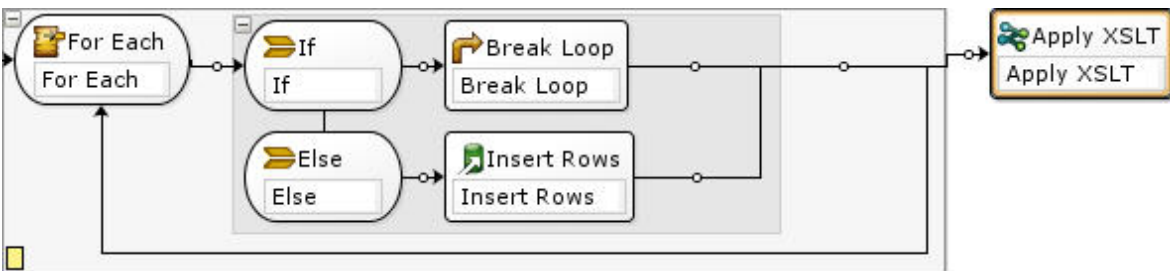 For Each
For Each
If
If
Break Loop
Break Loop
Apply XSLT
Apply XSLT
Else
Else
Insert Rows
Insert Rows